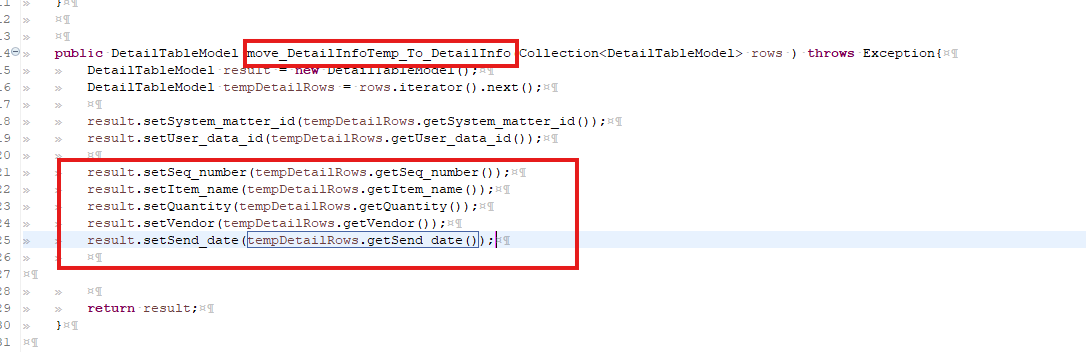 11 }
12
13
14 public DetailTableModel move_DetailInfoTemp_To_DetailInfo Collection<DetailTableModel> rows ) throws Exception{
15 DetailTableModel result = new DetailTableModel();
16 DetailTableModel tempDetailRows = rows.iterator().next();
17
18 result.setSystem_matter_id(tempDetailRows.getSystem_matter_id());
19 result.setUser_data_id(tempDetailRows.getUser_data_id());
20
21 result.setSeq_number(tempDetailRows.getSeq_number());
22 result.setItem_name(tempDetailRows.getItem_name());
23 result.setQuantity(tempDetailRows.getQuantity());
24 result.setVendor(tempDetailRows.getVendor());
25 result.setSend_date(tempDetailRows.getSend_date());
26
27
28
29 return result;
30 }
31